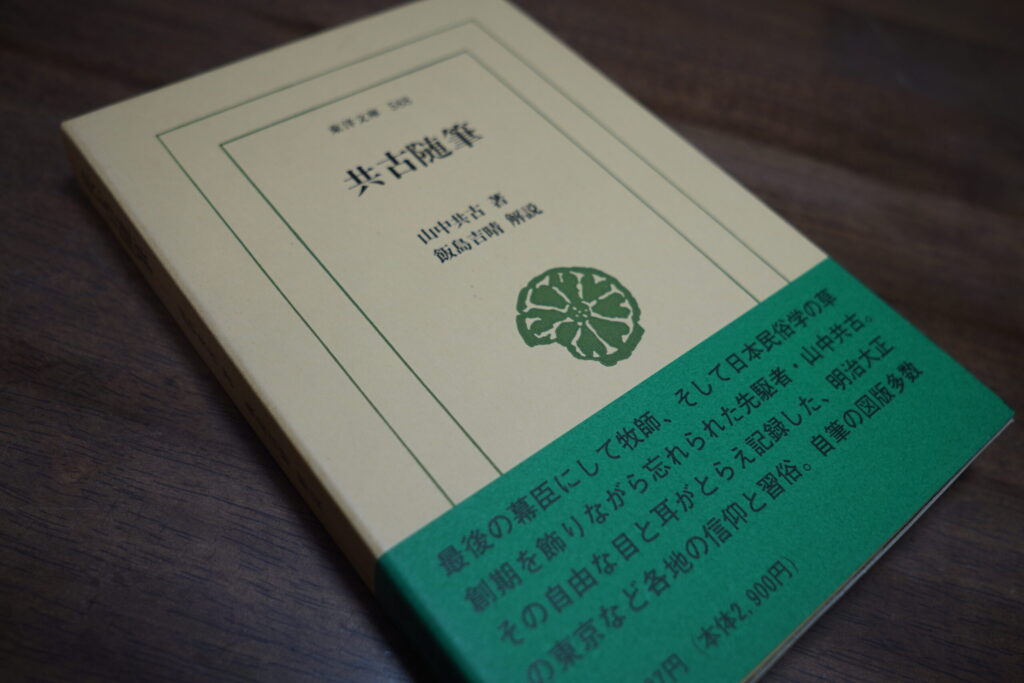 東洋文庫 588
共古随筆
山中共古 著
飯島吉晴 解説
最後の幕臣にして牧師、そして日本民俗学の草
創期を飾りながら忘れられた先駆者・山中共古。
その自由な目と耳がとらえ記録した、明治大正
の東京など各地の信仰と習俗。自筆の図版多数
87円（本体2,900円）